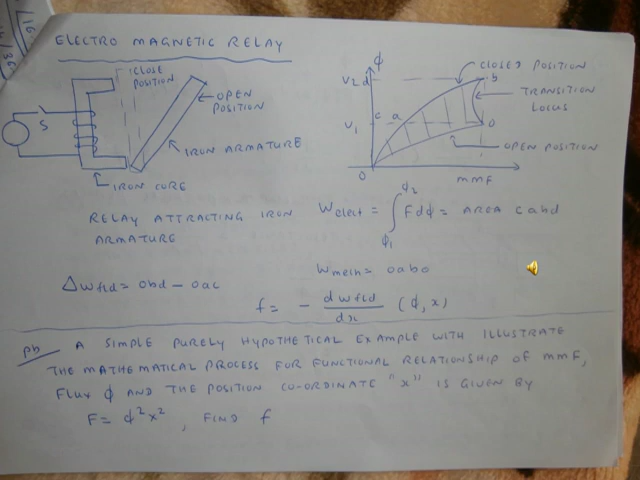 ELECTRO MAGNETIC RELAY
CLOSE
POSITION
OPEN
POSITION
S
IRON ARMATURE
IRON CORE
RELAY ATTRACTING IRON
ARMATURE
ϕ
CLOSED POSITION
V2 d
b
TRANSITION
LOCUS
V1 c a
OPEN POSITION
O
mmf
Welect = ∫ϕ1ϕ2 Fdϕ = AREA cabd
Wmech = oabo
ΔWfld = obd - oac
f = - dwfld/dx (ϕ, x)
pb A SIMPLE PURELY HYPOTHETICAL EXAMPLE WITH ILLUSTRATE
THE MATHEMATICAL PROCESS FOR FUNCTIONAL RELATIONSHIP OF mmF,
FLUX ϕ AND THE POSITION CO-ORDINATE "x" IS GIVEN BY
F = ϕ²x², FIND f